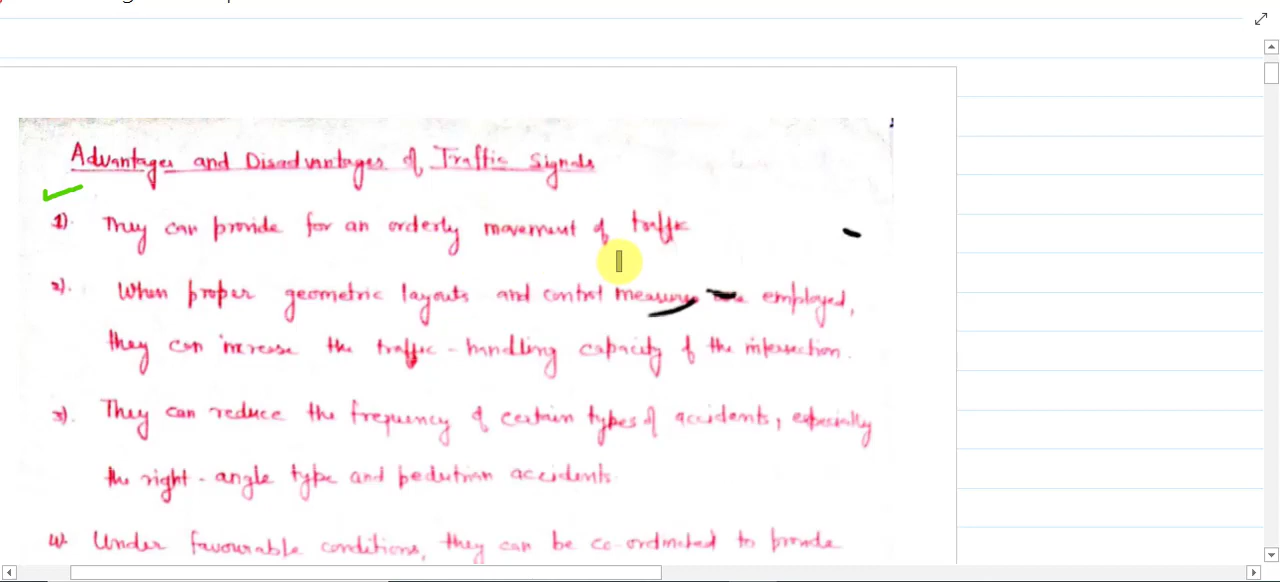 Advantages and Disadvantages of Traffic Signals
1). They can provide for an orderly movement of traffic
2). When proper geometric layouts and control measures are employed,
they can increase the traffic - handling capacity of the intersection.
3). They can reduce the frequency of certain types of accidents, especially
the right - angle type and pedestrian accidents.
4). Under favourable conditions, they can be co-ordinated to provide